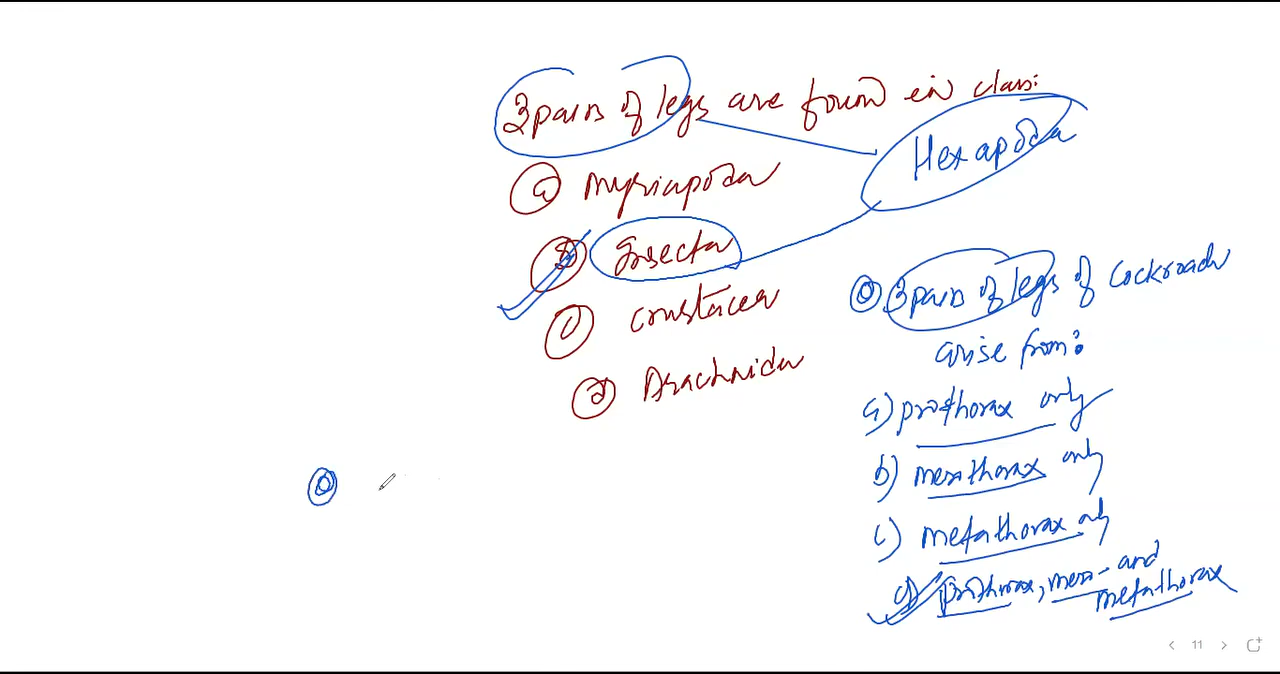 3 pairs of legs are found in class:
Hexapoda
a Myriapoda
b Insecta
c Crustacea
d Arachnida
Q 3 pairs of legs of Cockroach
arise from:
a) prothorax only
b) mesothorax only
c) metathorax only
d) prothorax, meso- and
metathorax
Q
11